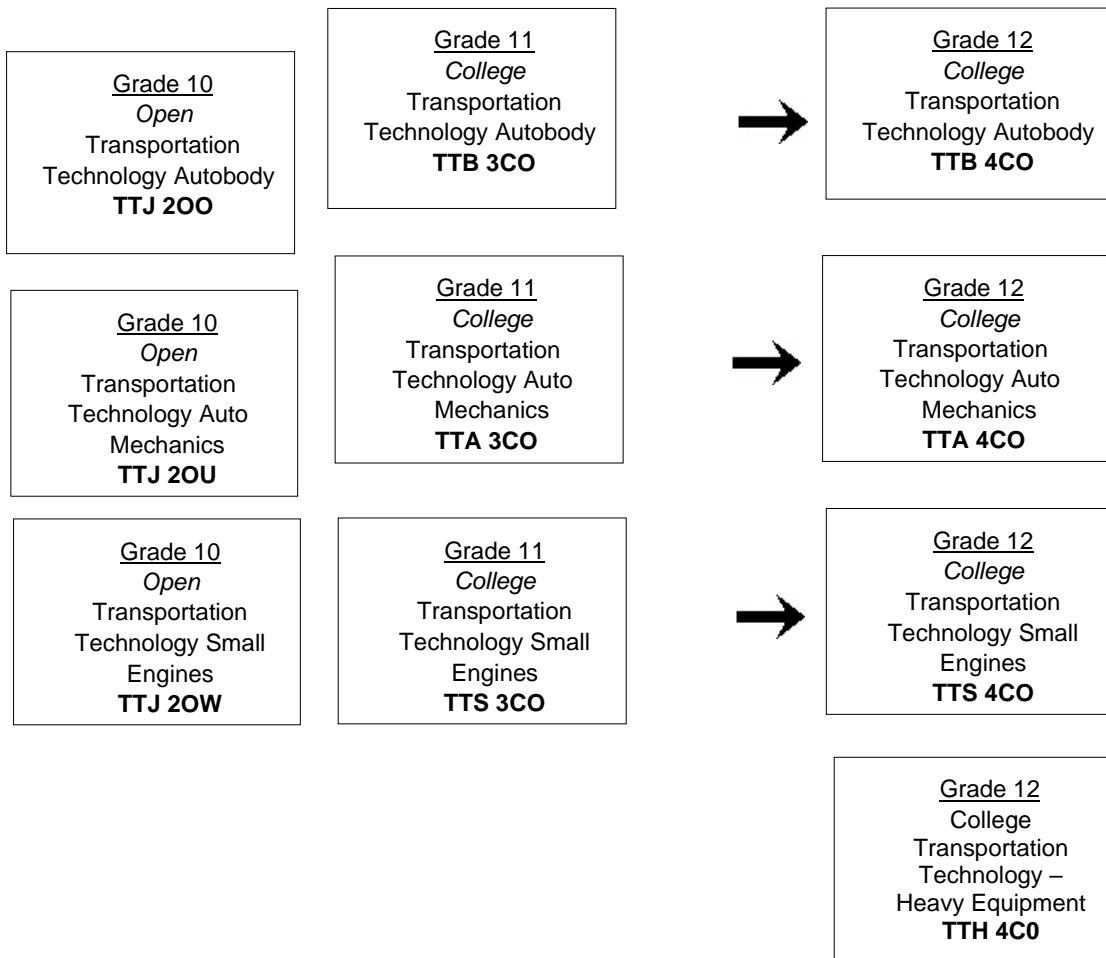 Grade 10
Open
Transportation
Technology Autobody
TTJ 2OO
Grade 11
College
Transportation
Technology Autobody
TTB 3CO
Grade 12
College
Transportation
Technology Autobody
TTB 4CO
Grade 10
Open
Transportation
Technology Auto
Mechanics
TTJ 2OU
Grade 11
College
Transportation
Technology Auto
Mechanics
TTA 3CO
Grade 12
College
Transportation
Technology Auto
Mechanics
TTA 4CO
Grade 10
Open
Transportation
Technology Small
Engines
TTJ 2OW
Grade 11
College
Transportation
Technology Small
Engines
TTS 3CO
Grade 12
College
Transportation
Technology Small
Engines
TTS 4CO
Grade 12
College
Transportation
Technology –
Heavy Equipment
TTH 4C0